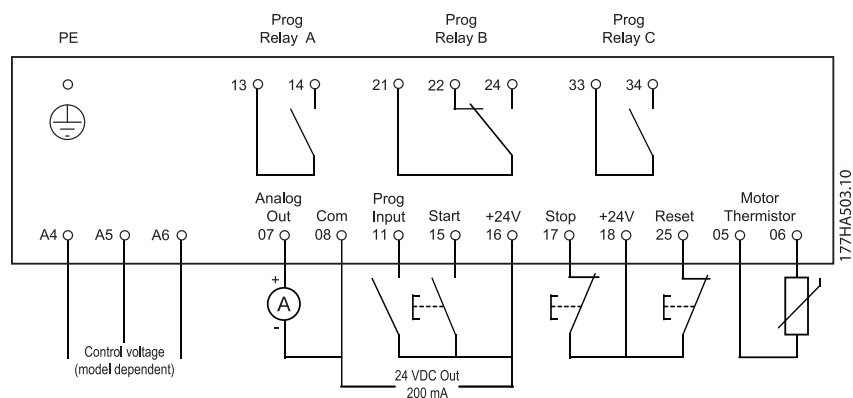 PE
Prog
Relay A
Prog
Relay B
Prog
Relay C
13 14 21 22 24 33 34
Analog
Out
Com
Prog
Input
Start
+24V
Stop
+24V
Reset
Motor
Thermistor
A4 A5 A6 07 08 11 15 16 17 18 25 05 06
+
A
-
Control voltage
(model dependent)
24 VDC Out
200 mA
177HA503.10